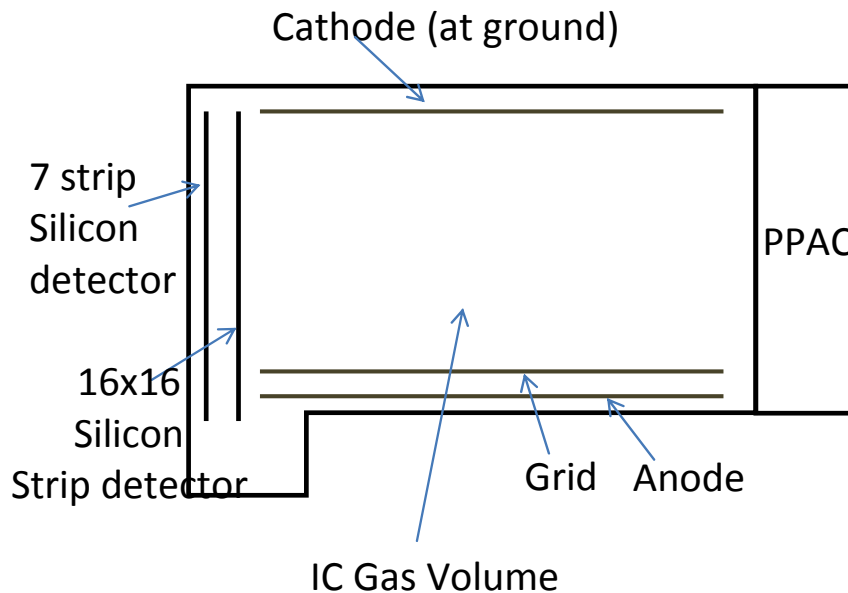 Cathode (at ground)
7 strip
Silicon
detector
PPAC
16x16
Silicon
Strip detector
Grid
Anode
IC Gas Volume